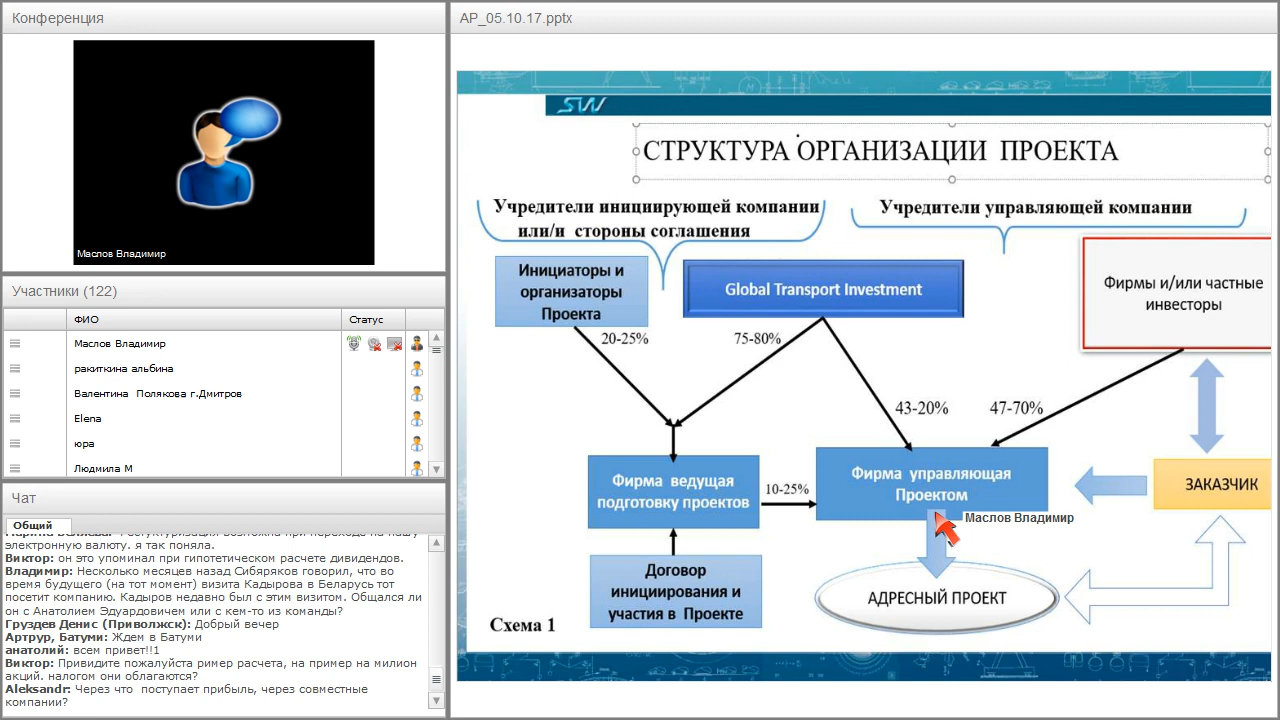 Конференция
Маслов Владимир
Участники (122)
ФИО Статус
Маслов Владимир
ракиткина альбина
Валентина Полякова г.Дмитров
Elena
юра
Людмила М
Чат
Общий
электронную валюту. я так поняла.
Виктор: он это упоминал при гипотетическом расчете дивидендов.
Владимир: Несколько месяцев назад Сибиряков говорил, что во
время будущего (на тот момент) визита Кадырова в Беларусь тот
посетит компанию. Кадыров недавно был с этим визитом. Общался ли
он с Анатолием Эдуардовичем или с кем-то из команды?
Груздев Денис (Приволжск): Добрый вечер
Артрур, Батуми: Ждем в Батуми
анатолий: всем привет!!1
Виктор: Привидите пожалуйста ример расчета, на пример на милион
акций. налогом они облагаются?
Aleksandr: Через что поступает прибыль, через совместные
компании?
AP_05.10.17.pptx
SW
СТРУКТУРА ОРГАНИЗАЦИИ ПРОЕКТА
Учредители инициирующей компании
или/и стороны соглашения
Учредители управляющей компании
Инициаторы и
организаторы
Проекта
Global Transport Investment
Фирмы и/или частные
инвесторы
20-25%
75-80%
43-20%
47-70%
Фирма ведущая
подготовку проектов
10-25%
Фирма управляющая
Проектом
ЗАКАЗЧИК
Маслов Владимир
Договор
инициирования и
участия в Проекте
АДРЕСНЫЙ ПРОЕКТ
Схема 1